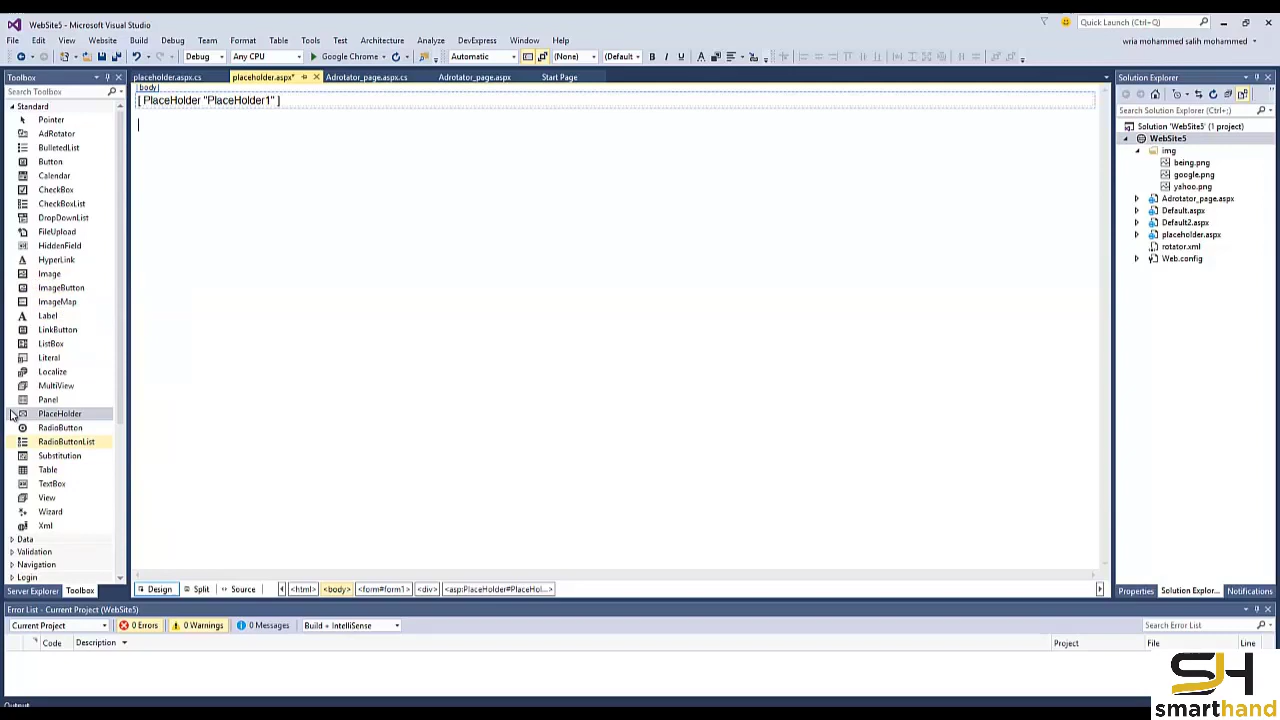 WebSite5 - Microsoft Visual Studio
Quick Launch (Ctrl+Q)
File Edit View Website Build Debug Team Format Table Tools Test Architecture Analyze DevExpress Window Help
wria mohammed salih mohammed
Debug Any CPU Google Chrome Automatic (None) (Default B I U A
Toolbox
placeholder.aspx.cs placeholder.aspx* Adrotator_page.aspx.cs Adrotator_page.aspx Start Page
Solution Explorer
Search Toolbox
Standard
Pointer
AdRotator
BulletedList
Button
Calendar
CheckBox
CheckBoxList
DropDownList
FileUpload
HiddenField
HyperLink
Image
ImageButton
ImageMap
Label
LinkButton
ListBox
Literal
Localize
MultiView
Panel
PlaceHolder
RadioButton
RadioButtonList
Substitution
Table
TextBox
View
Wizard
Xml
Data
Validation
Navigation
Login
Server Explorer Toolbox
body
[ PlaceHolder "PlaceHolder1" ]
Design Split Source <html> <body> <form#form1> <div> <asp:PlaceHolder#PlaceHol...>
Search Solution Explorer (Ctrl+;)
Solution 'WebSite5' (1 project)
WebSite5
img
being.png
google.png
yahoo.png
Adrotator_page.aspx
Default.aspx
Default2.aspx
placeholder.aspx
rotator.xml
Web.config
Properties Solution Explor... Notifications
Error List - Current Project (WebSite5)
Current Project 0 Errors 0 Warnings 0 Messages Build + IntelliSense
Search Error List
Code Description Project File Line
Output
SH
smarthand